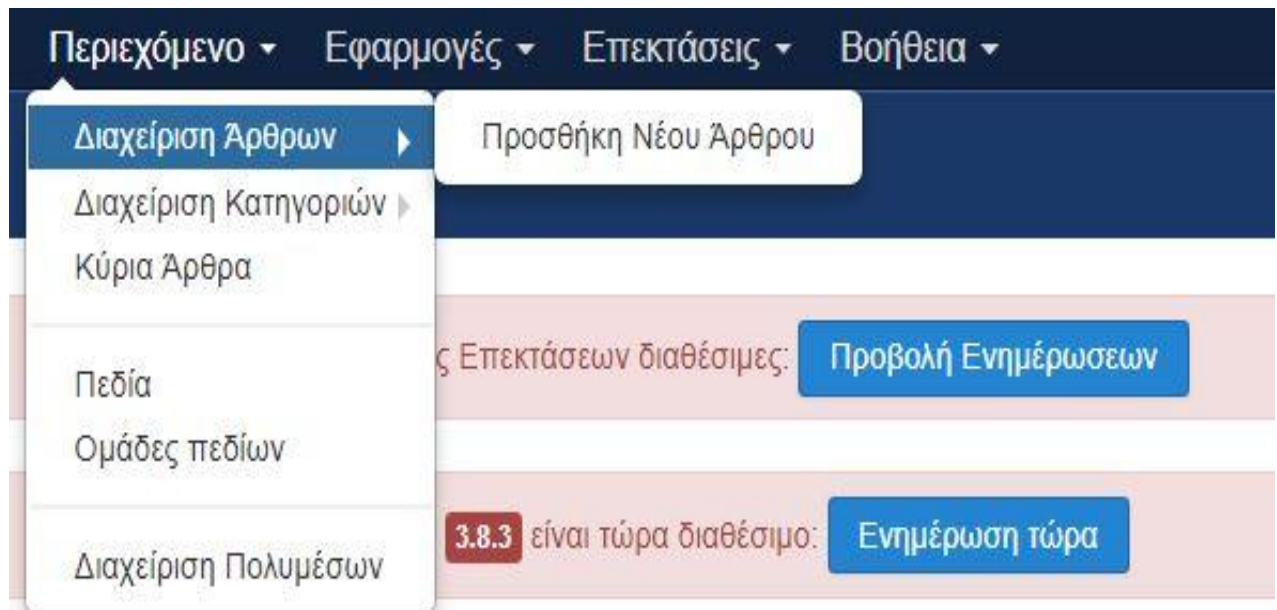 Περιεχόμενο Εφαρμογές Επεκτάσεις Βοήθεια
Διαχείριση Άρθρων
Προσθήκη Νέου Άρθρου
Διαχείριση Κατηγοριών
Κύρια Άρθρα
Πεδία
Ομάδες πεδίων
Διαχείριση Πολυμέσων
ς Επεκτάσεων διαθέσιμες: Προβολή Ενημέρωσεων
3.8.3 είναι τώρα διαθέσιμο: Ενημέρωση τώρα